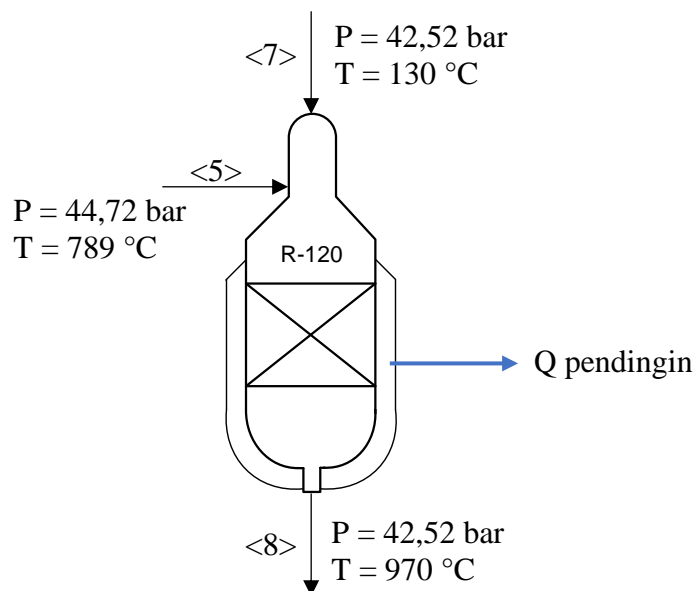 <7>
P = 42,52 bar
T = 130 °C
<5>
P = 44,72 bar
T = 789 °C
R-120
Q pendingin
<8>
P = 42,52 bar
T = 970 °C